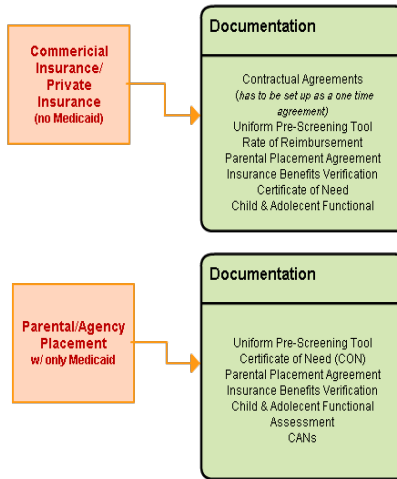 Commericial
Insurance/
Private
Insurance
(no Medicaid)
Documentation
Contractual Agreements
(has to be set up as a one time
agreement)
Uniform Pre-Screening Tool
Rate of Reimbursement
Parental Placement Agreement
Insurance Benefits Verification
Certificate of Need
Child & Adolecent Functional
Parental/Agency
Placement
w/ only Medicaid
Documentation
Uniform Pre-Screening Tool
Certificate of Need (CON)
Parental Placement Agreement
Insurance Benefits Verification
Child & Adolecent Functional
Assessment
CANs